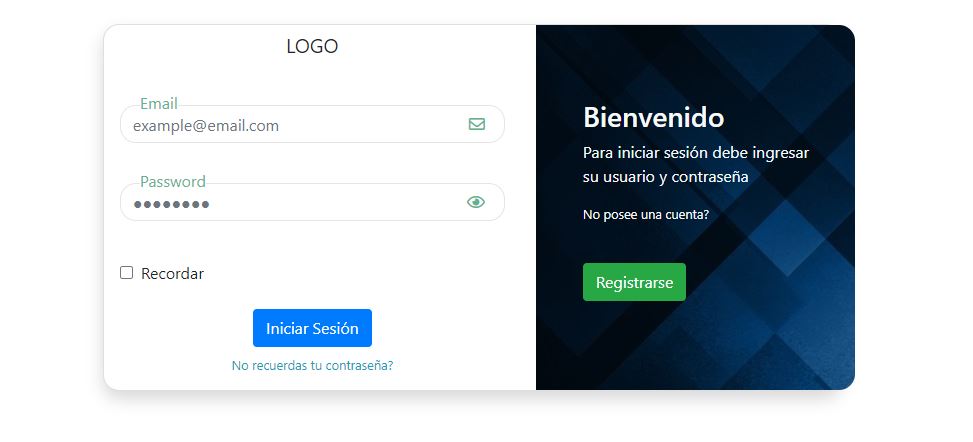 LOGO
Email
example@email.com
Password
●●●●●●●●
Recordar
Iniciar Sesión
No recuerdas tu contraseña?
Bienvenido
Para iniciar sesión debe ingresar
su usuario y contraseña
No posee una cuenta?
Registrarse